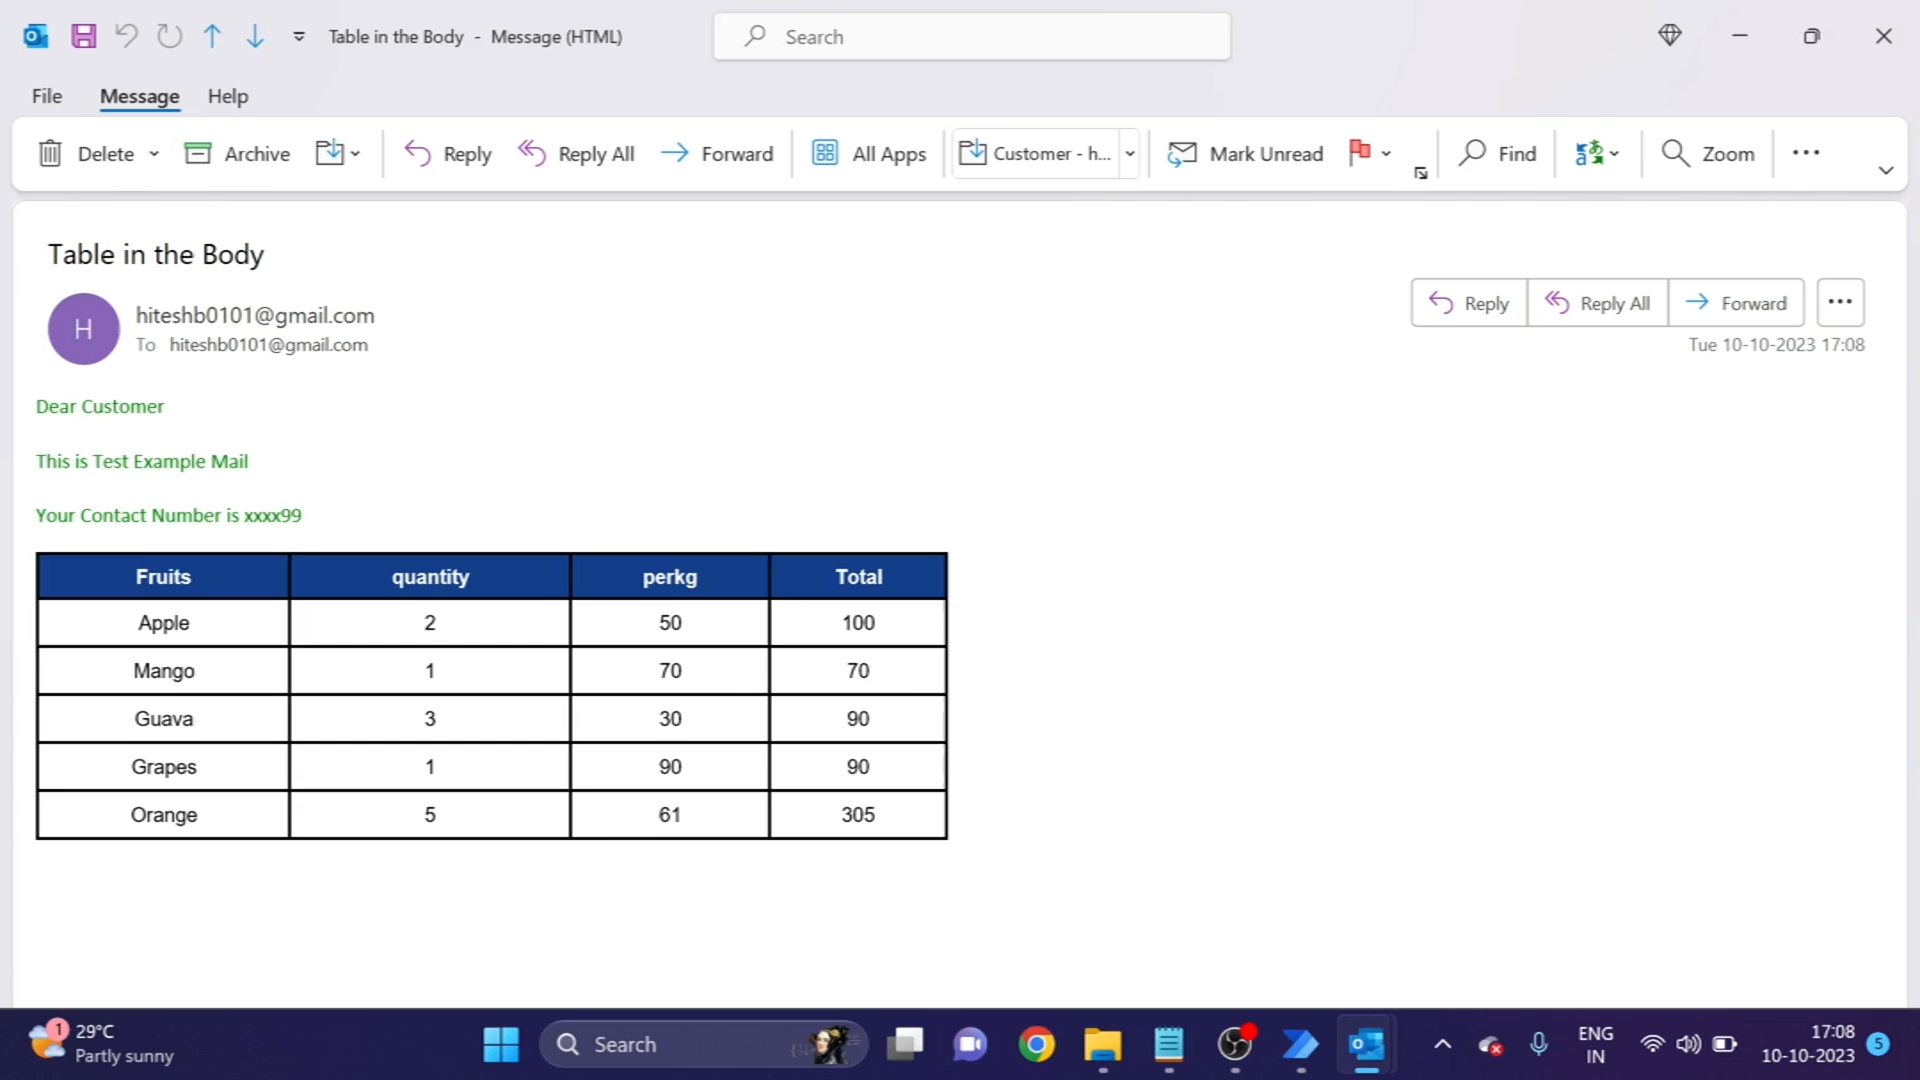 Table in the Body - Message (HTML)
Search
File Message Help
Delete Archive Reply Reply All Forward All Apps Customer - h... Mark Unread Find Zoom ...
Table in the Body
H
hiteshb0101@gmail.com
To hiteshb0101@gmail.com
Reply Reply All Forward ...
Tue 10-10-2023 17:08
Dear Customer
This is Test Example Mail
Your Contact Number is xxxx99
Fruits quantity perkg Total
Apple 2 50 100
Mango 1 70 70
Guava 3 30 90
Grapes 1 90 90
Orange 5 61 305
1
29°C
Partly sunny
Search
ENG
IN
17:08
10-10-2023
5